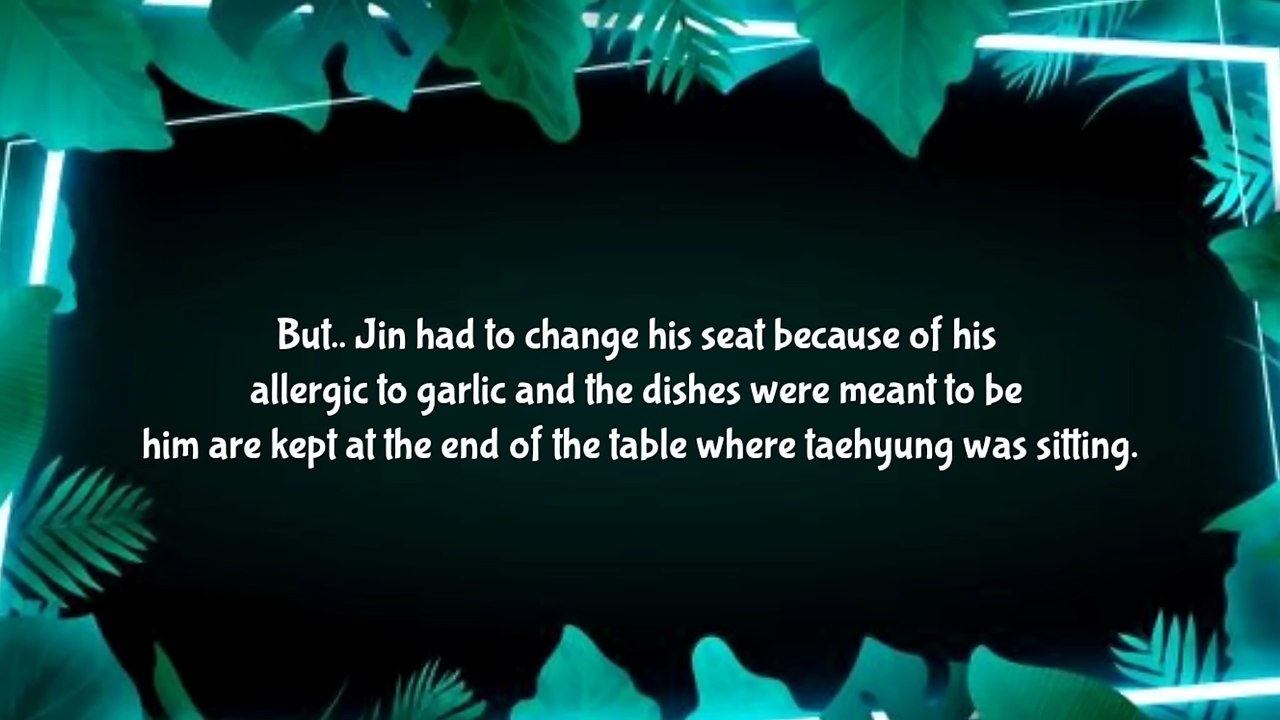 But.. Jin had to change his seat because of his
allergic to garlic and the dishes were meant to be
him are kept at the end of the table where taehyung was sitting.